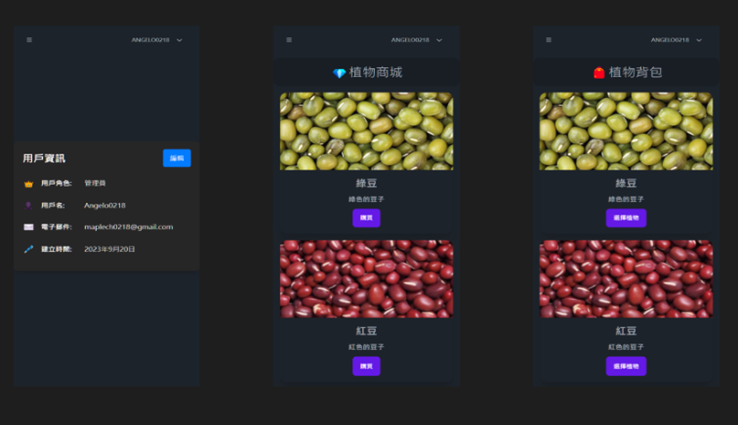 ANGELO0218
用戶資訊
編輯
用戶角色: 管理員
用戶名: Angelo0218
電子郵件: maplech0218@gmail.com
建立時間: 2023年9月20日
ANGELO0218
植物商城
綠豆
綠色的豆子
購買
紅豆
紅色的豆子
購買
ANGELO0218
植物背包
綠豆
綠色的豆子
選擇植物
紅豆
紅色的豆子
選擇植物